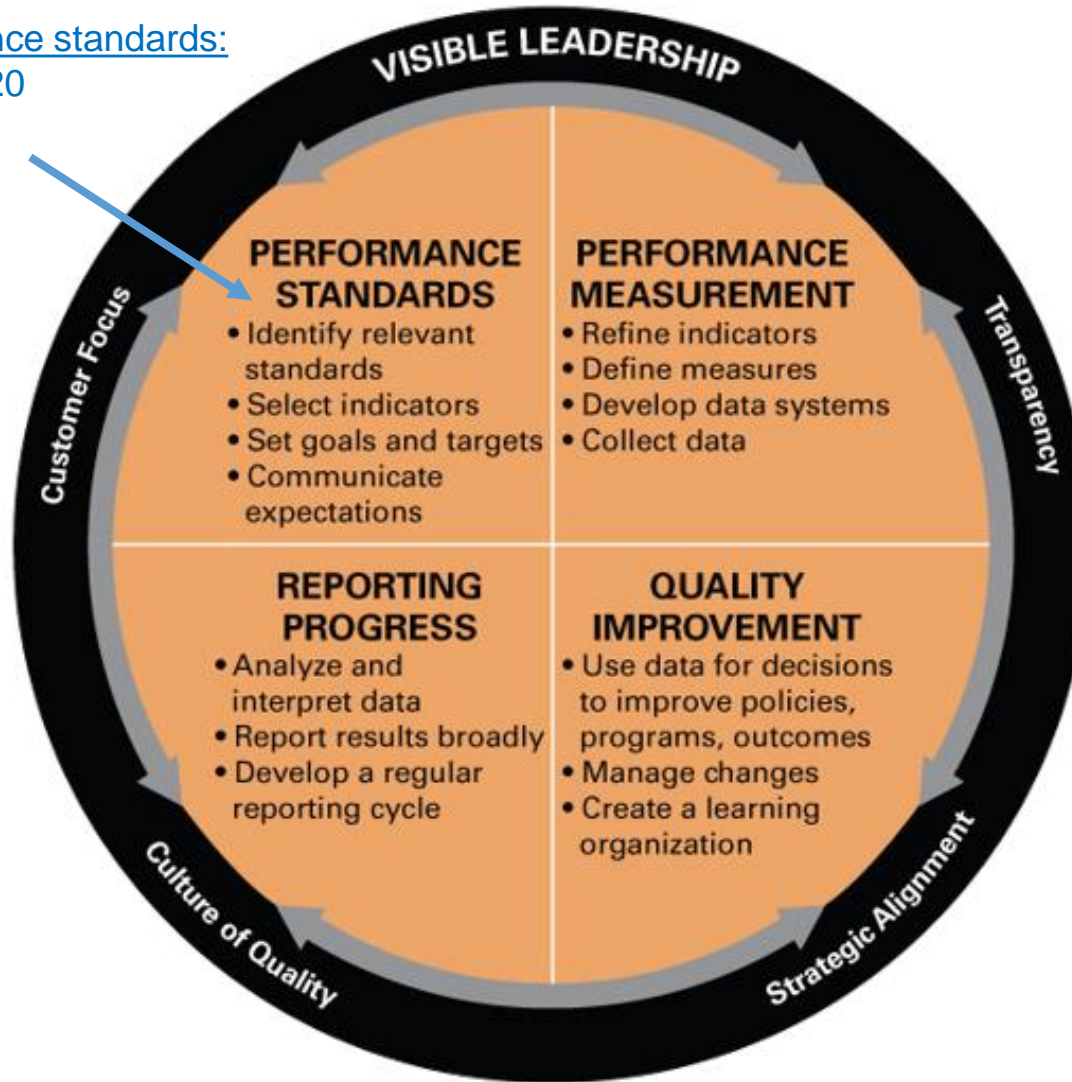 nce standards:
20
VISIBLE LEADERSHIP
Customer Focus
Transparency
PERFORMANCE
STANDARDS
• Identify relevant
standards
• Select indicators
• Set goals and targets
• Communicate
expectations
PERFORMANCE
MEASUREMENT
• Refine indicators
• Define measures
• Develop data systems
• Collect data
REPORTING
PROGRESS
• Analyze and
interpret data
• Report results broadly
• Develop a regular
reporting cycle
QUALITY
IMPROVEMENT
• Use data for decisions
to improve policies,
programs, outcomes
• Manage changes
• Create a learning
organization
Culture of Quality
Strategic Alignment